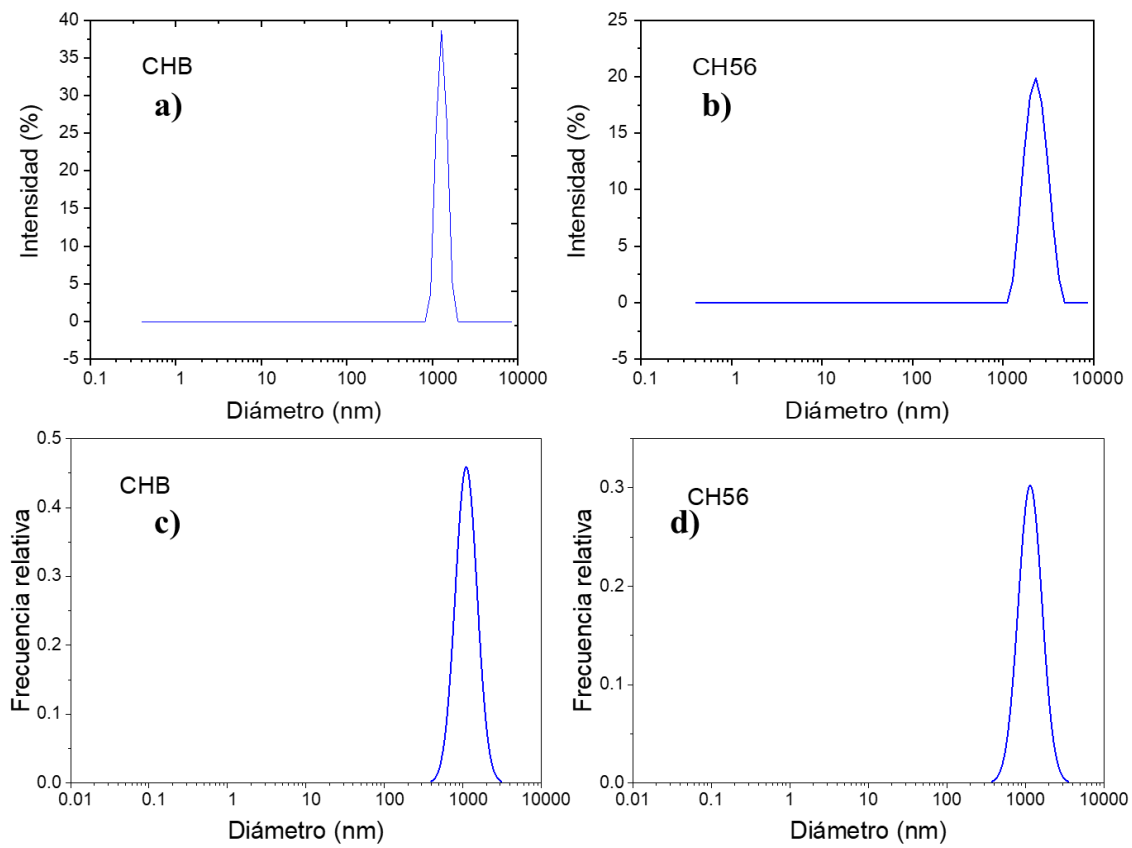 CHB
a)
40
35
30
25
20
15
10
5
0
-5
0.1 1 10 100 1000 10000
Intensidad (%)
Diámetro (nm)
CH56
b)
25
20
15
10
5
0
-5
0.1 1 10 100 1000 10000
Intensidad (%)
Diámetro (nm)
CHB
c)
0.5
0.4
0.3
0.2
0.1
0.0
0.01 0.1 1 10 100 1000 10000
Frecuencia relativa
Diámetro (nm)
CH56
d)
0.3
0.2
0.1
0.0
0.01 0.1 1 10 100 1000 10000
Frecuencia relativa
Diámetro (nm)